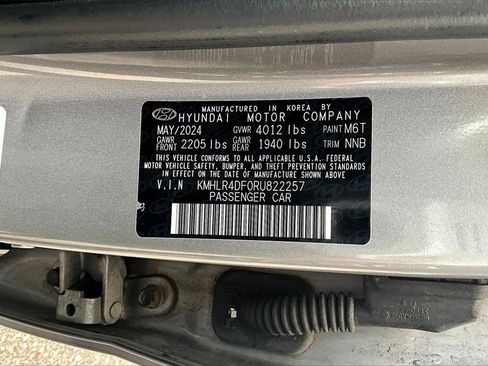 MANUFACTURED IN KOREA BY
HYUNDAI MOTOR COMPANY
MAY/2024 GVWR 4012 lbs PAINT M6T
GAWR FRONT 2205 lbs GAWR REAR 1940 lbs TRIM NNB
THIS VEHICLE CONFORMS TO ALL APPLICABLE U.S.A. FEDERAL
MOTOR VEHICLE SAFETY, BUMPER, AND THEFT PREVENTION STANDARDS
IN EFFECT ON THE DATE OF MANUFACTURE SHOWN ABOVE.
V.I.N KMHLR4DF0RU822257
PASSENGER CAR